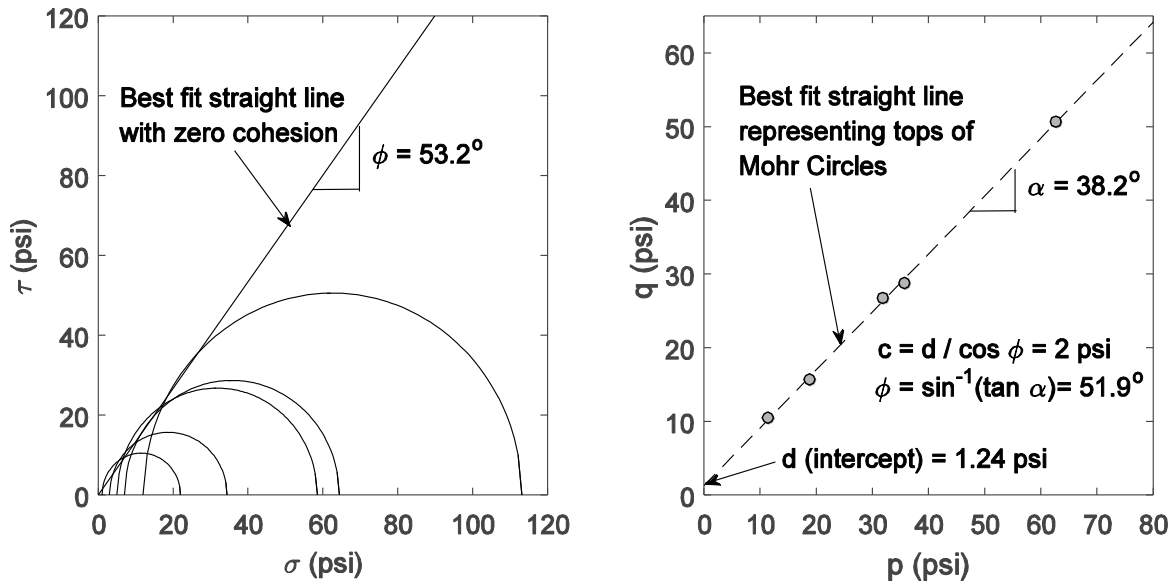 120
100
80
60
40
20
0
τ (psi)
Best fit straight line
with zero cohesion
ϕ = 53.2°
0 20 40 60 80 100 120
σ (psi)
60
50
40
30
20
10
0
q (psi)
Best fit straight line
representing tops of
Mohr Circles
α = 38.2°
c = d / cos ϕ = 2 psi
ϕ = sin⁻¹(tan α)= 51.9°
d (intercept) = 1.24 psi
0 10 20 30 40 50 60 70 80
p (psi)